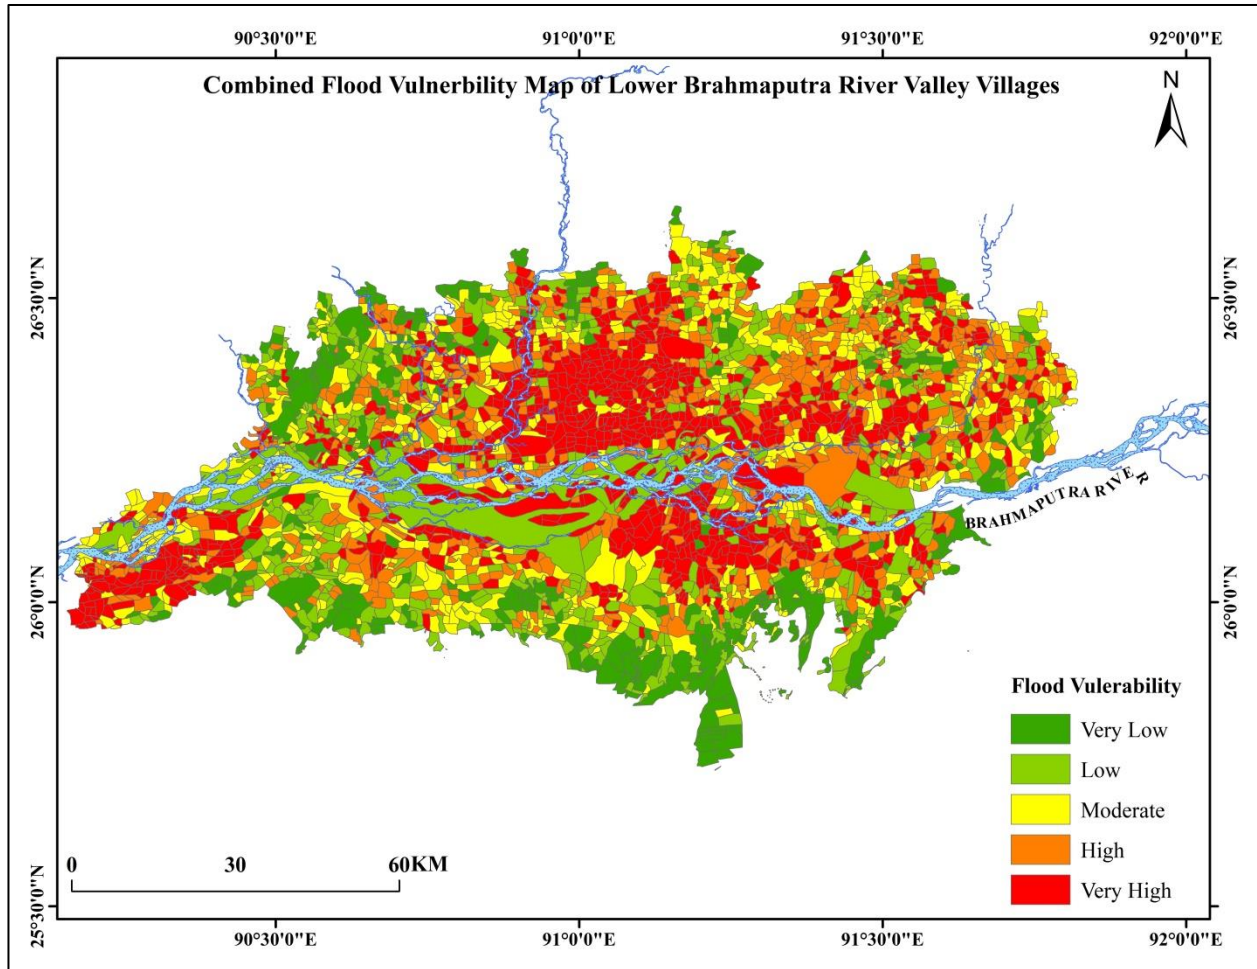 90°30'0"E 91°0'0"E 91°30'0"E 92°0'0"E
Combined Flood Vulnerbility Map of Lower Brahmaputra River Valley Villages
N
26°30'0"N 26°30'0"N
BRAHMAPUTRA RIVER
26°0'0"N 26°0'0"N
Flood Vulerability
Very Low
Low
Moderate
High
Very High
0 30 60KM
25°30'0"N 25°30'0"N
90°30'0"E 91°0'0"E 91°30'0"E 92°0'0"E